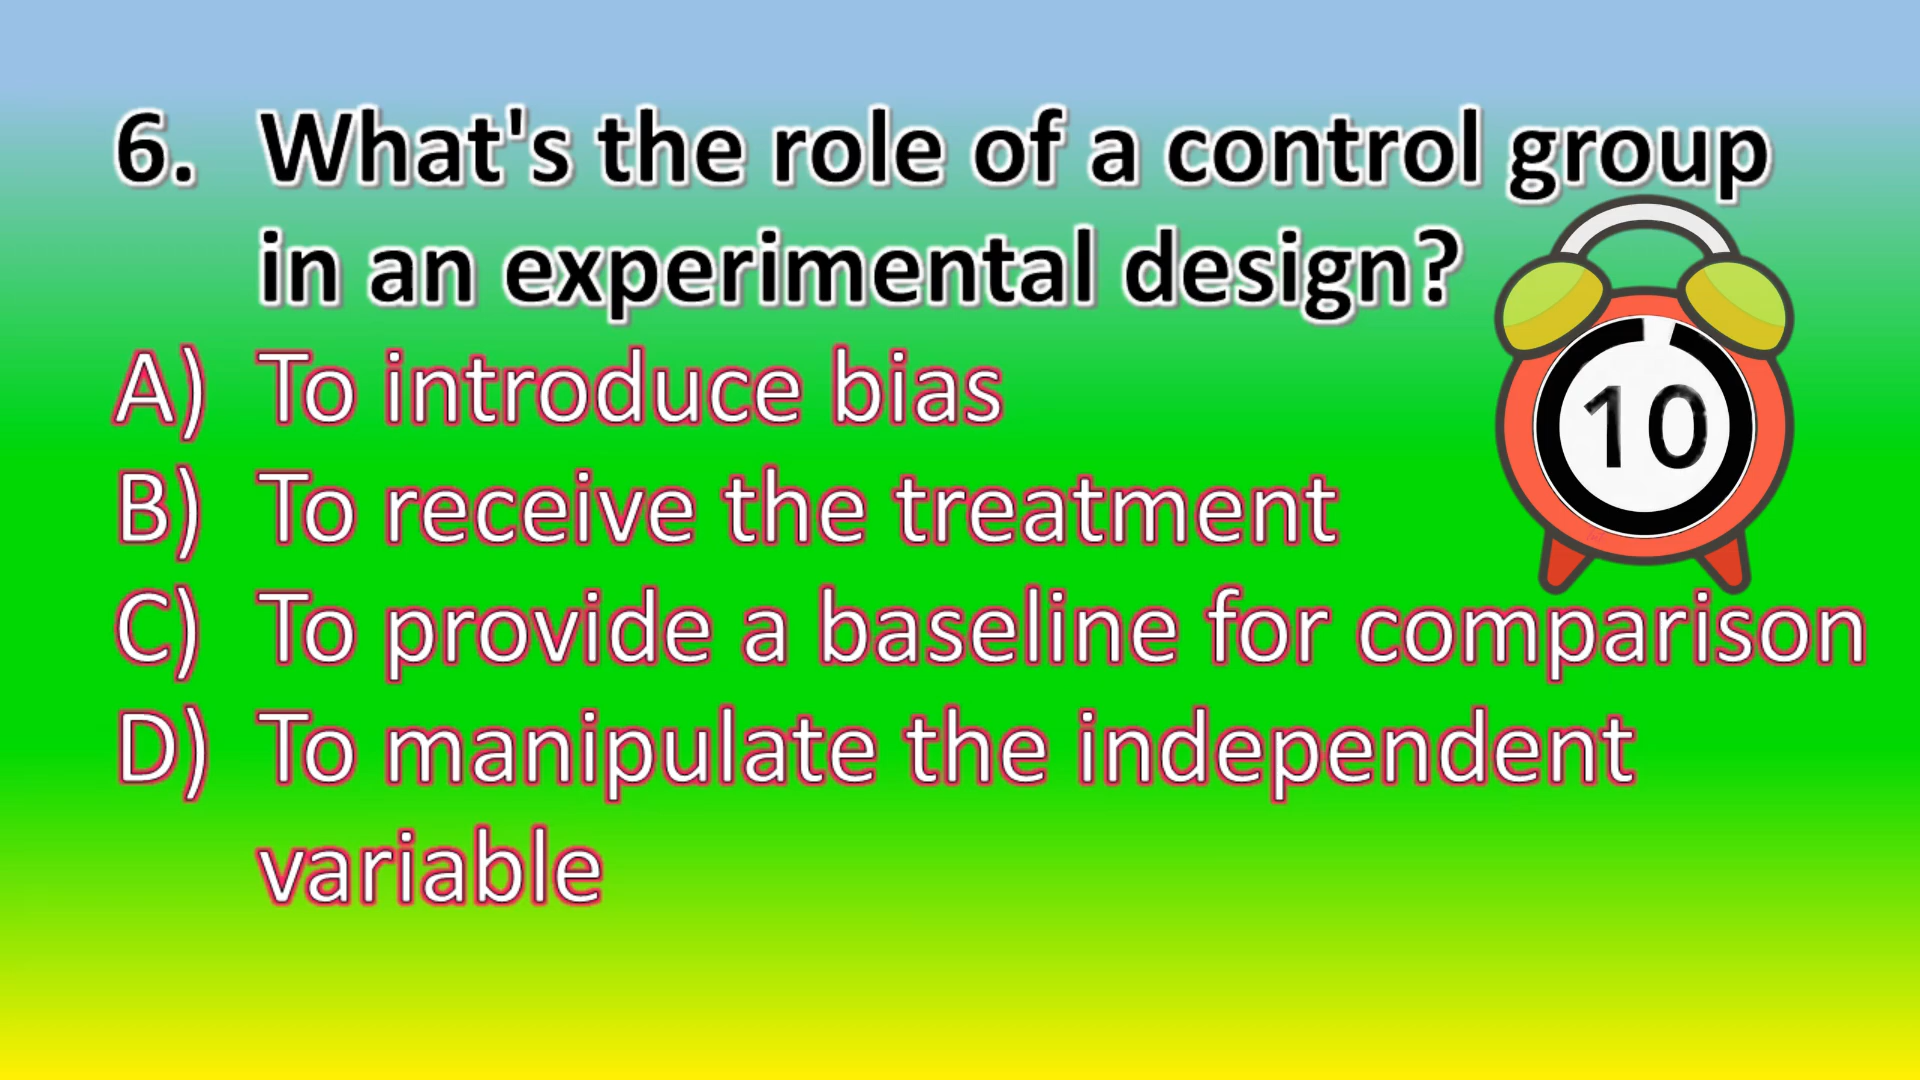 6. What's the role of a control group
in an experimental design?
A) To introduce bias
10
B) To receive the treatment
C) To provide a baseline for comparison
D) To manipulate the independent
variable